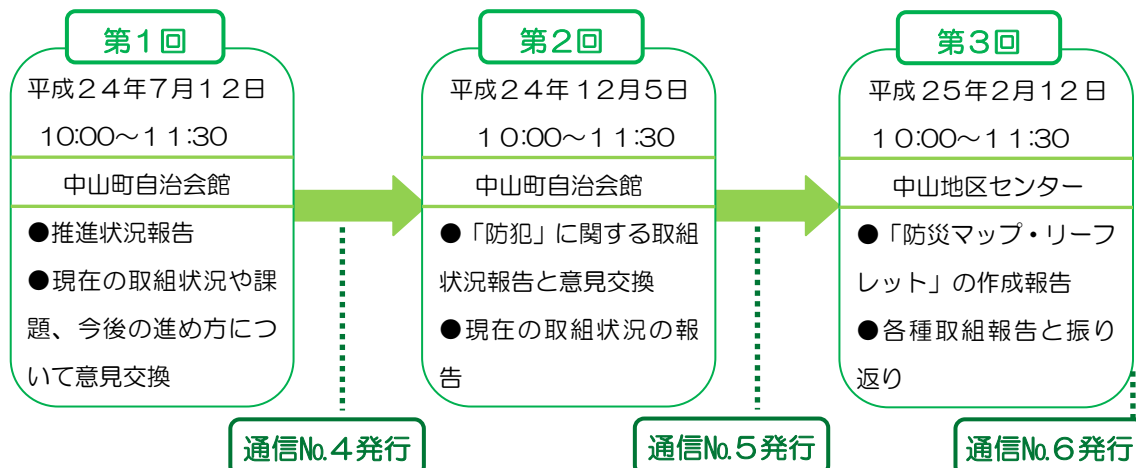 第1回
平成２４年７月１２日
１０:００～１１:３０
中山町自治会館
●推進状況報告
●現在の取組状況や課
題、今後の進め方につ
いて意見交換
通信№４発行
第２回
平成２４年１２月５日
１０:００～１１:３０
中山町自治会館
●「防犯」に関する取組
状況報告と意見交換
●現在の取組状況の報
告
通信№５発行
第３回
平成２５年２月１２日
１０:００～１１:３０
中山地区センター
●「防災マップ・リーフ
レット」の作成報告
●各種取組報告と振り
返り
通信№６発行